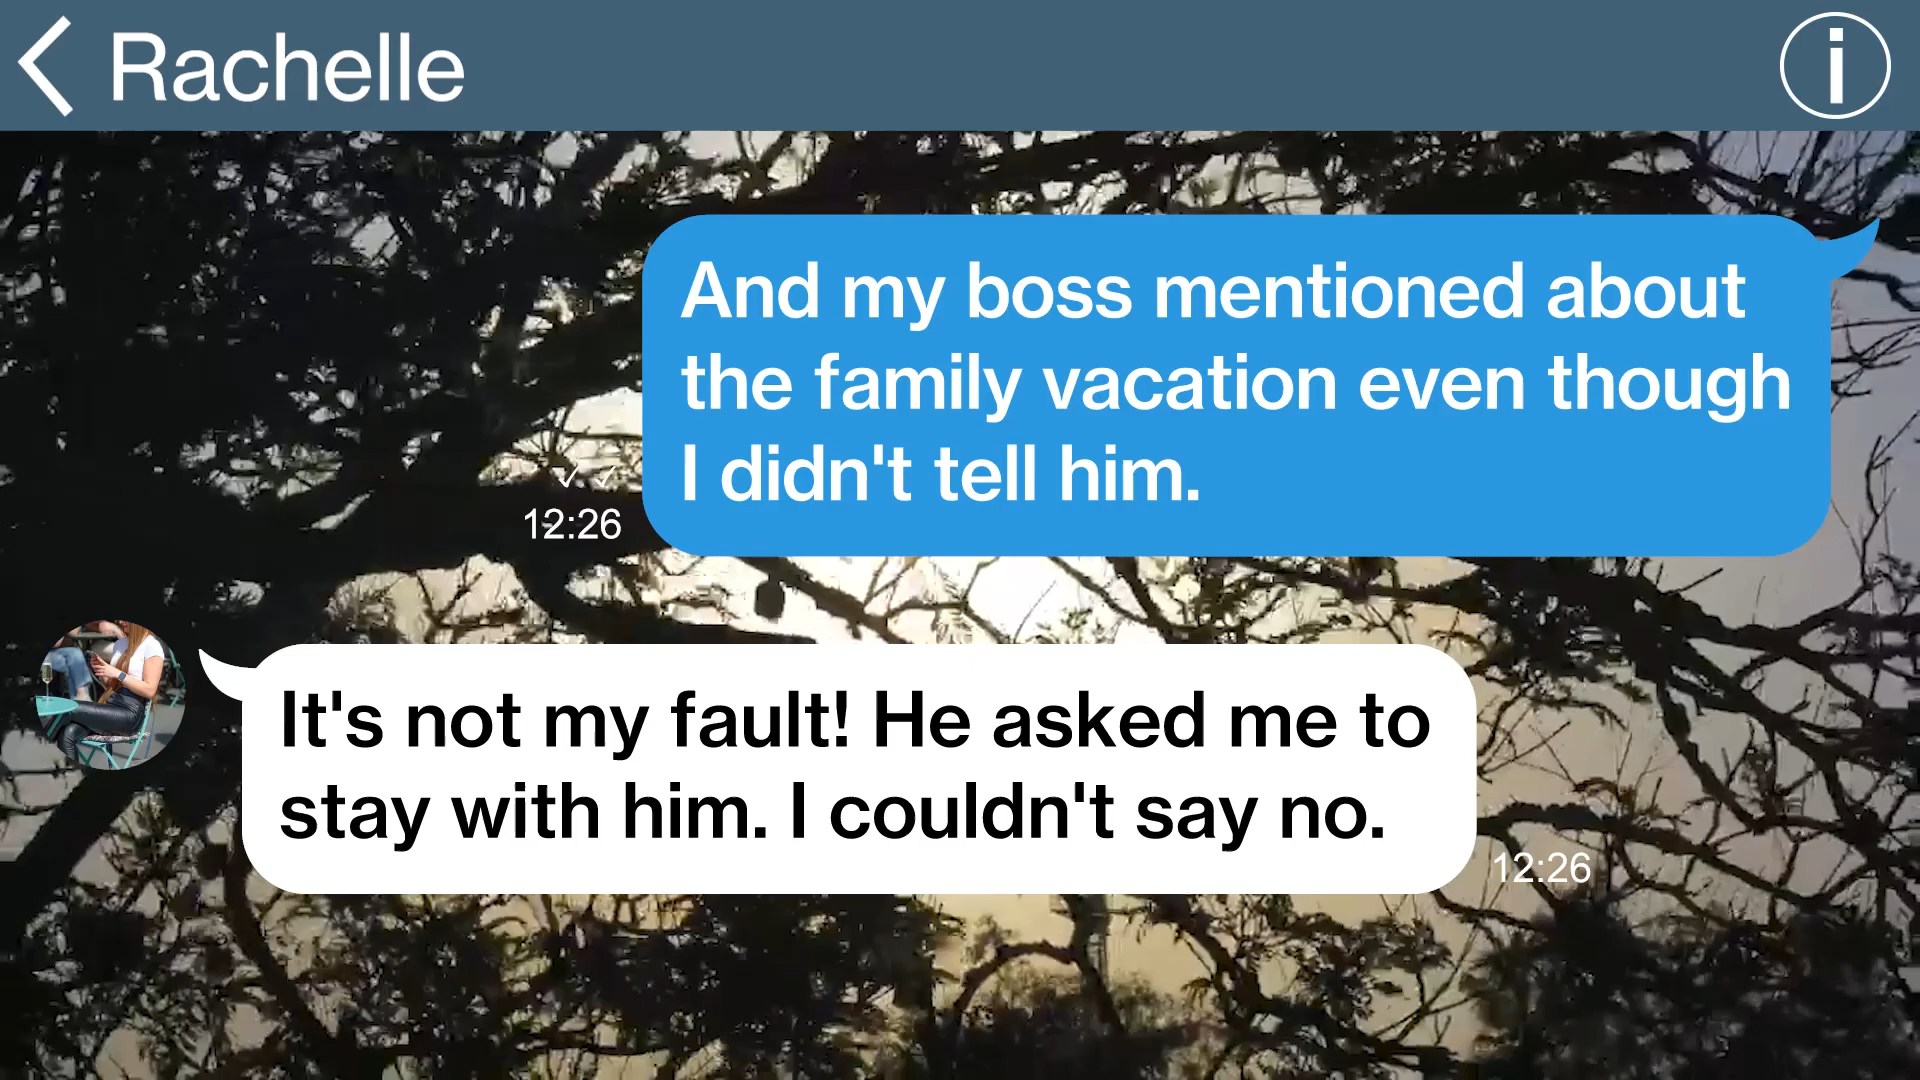 Rachelle
And my boss mentioned about
the family vacation even though
I didn't tell him.
12:26
It's not my fault! He asked me to
stay with him. I couldn't say no.
12:26